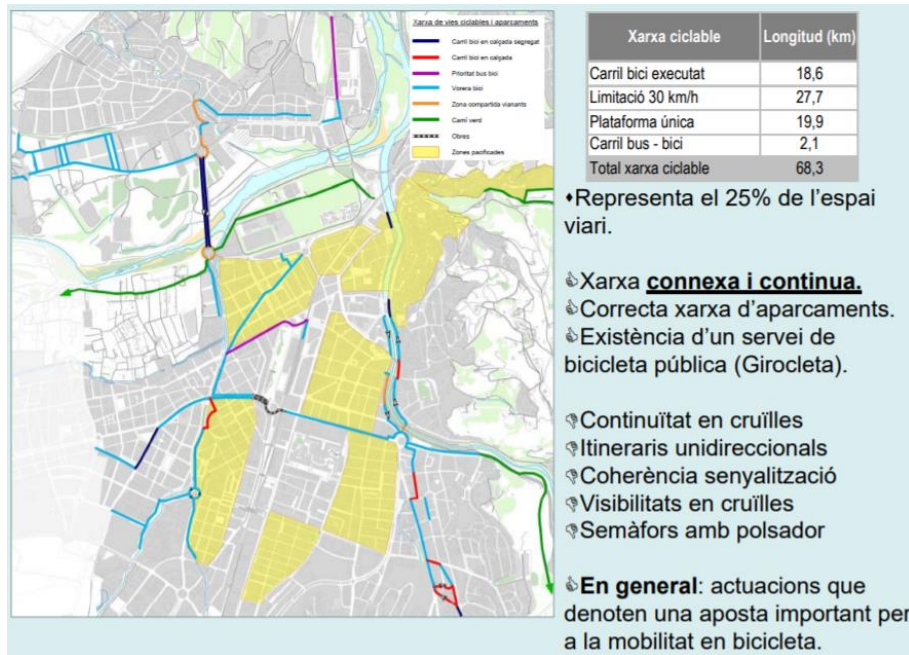 Xarxa de vies ciclables i aparcaments
Carril bici en calçada segregat
Carril bici en calçada
Prioritat bus bici
Vorera bici
Zona compartida vianants
Camí verd
Obres
Zones pacificades
Xarxa ciclable Longitud (km)
Carril bici executat 18,6
Limitació 30 km/h 27,7
Plataforma única 19,9
Carril bus - bici 2,1
Total xarxa ciclable 68,3
♦Representa el 25% de l'espai
viari.
👍Xarxa connexa i continua.
👍Correcta xarxa d'aparcaments.
👍Existència d'un servei de
bicicleta pública (Girocleta).
👎Continuïtat en cruïlles
👎Itineraris unidireccionals
👎Coherència senyalització
👎Visibilitats en cruïlles
👎Semàfors amb polsador
👍En general: actuacions que
denoten una aposta important per
a la mobilitat en bicicleta.